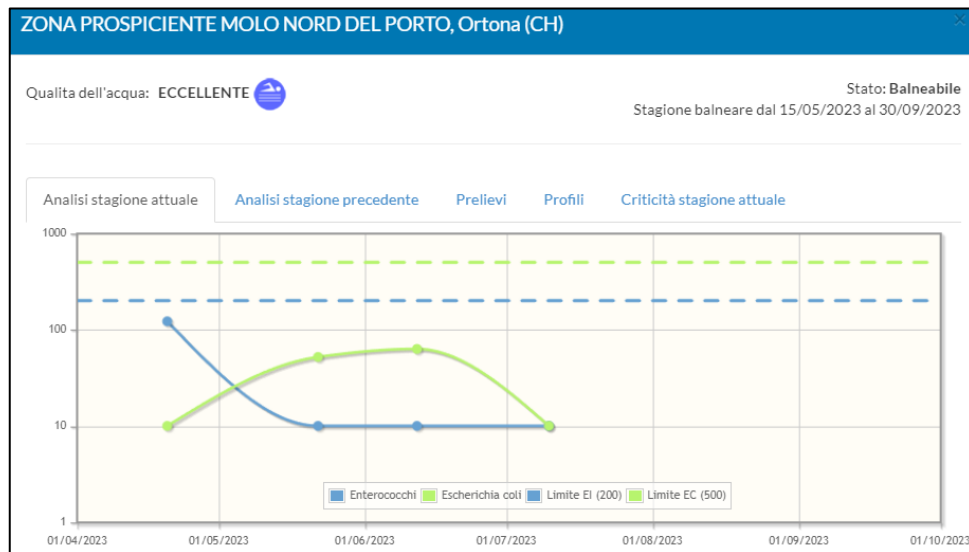 ZONA PROSPICIENTE MOLO NORD DEL PORTO, Ortona (CH)
×
Qualita dell'acqua: ECCELLENTE
Stato: Balneabile
Stagione balneare dal 15/05/2023 al 30/09/2023
Analisi stagione attuale Analisi stagione precedente Prelievi Profili Criticità stagione attuale
1000
100
10
1
Enterococchi Escherichia coli Limite EI (200) Limite EC (500)
01/04/2023 01/05/2023 01/06/2023 01/07/2023 01/08/2023 01/09/2023 01/10/2023